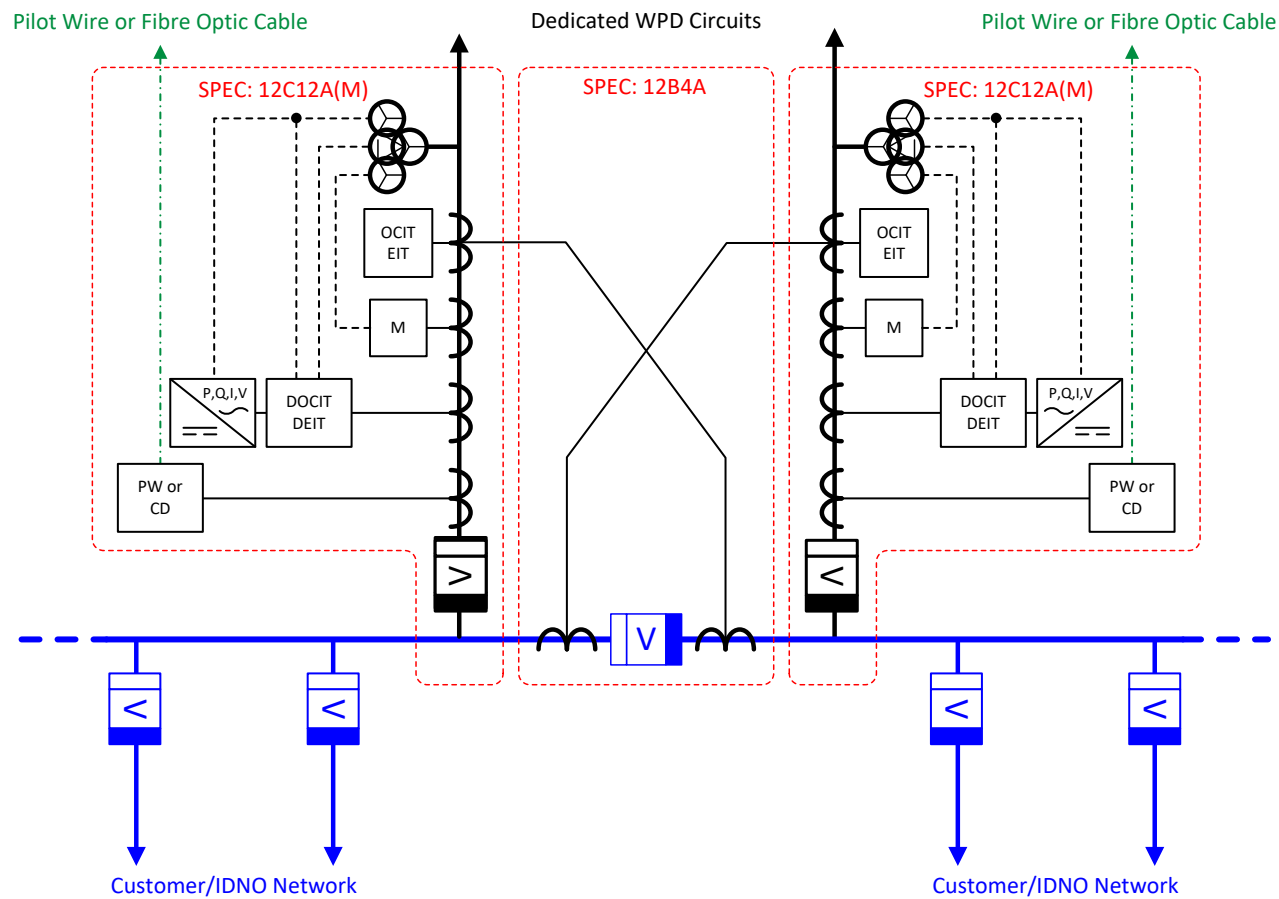 Pilot Wire or Fibre Optic Cable
Dedicated WPD Circuits
Pilot Wire or Fibre Optic Cable
SPEC: 12C12A(M)
SPEC: 12B4A
SPEC: 12C12A(M)
OCIT
EIT
OCIT
EIT
M
M
P,Q,I,V
DOCIT
DEIT
DOCIT
DEIT
P,Q,I,V
PW or
CD
PW or
CD
V
V
V
V
V
V
V
Customer/IDNO Network
Customer/IDNO Network